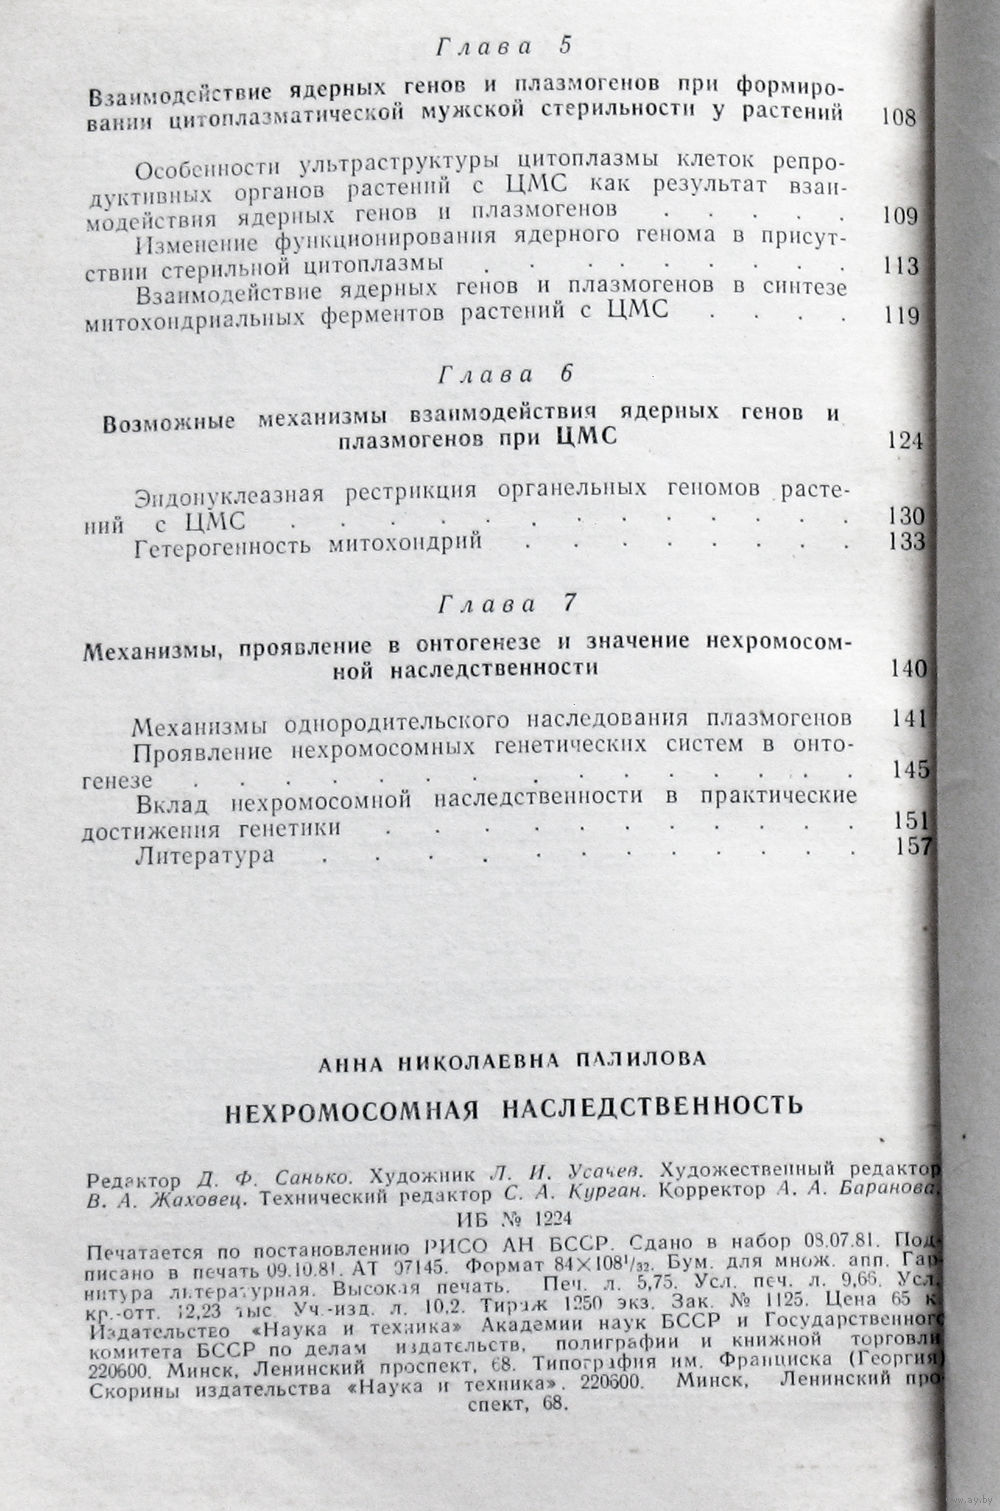 Глава 5
Взаимодействие ядерных генов и плазмогенов при формиро-
вании цитоплазматической мужской стерильности у растений 108
Особенности ультраструктуры цитоплазмы клеток репро-
дуктивных органов растений с ЦМС как результат взаи-
модействия ядерных генов и плазмогенов . . . . . 109
Изменение функционирования ядерного генома в присут-
ствии стерильной цитоплазмы . . . . . . . . 113
Взаимодействие ядерных генов и плазмогенов в синтезе
митохондриальных ферментов растений с ЦМС . . . . 119
Глава 6
Возможные механизмы взаимодействия ядерных генов и
плазмогенов при ЦМС 124
Эндонуклеазная рестрикция органельных геномов расте-
ний с ЦМС . . . . . . . . . . . . 130
Гетерогенность митохондрий . . . . . . . 133
Глава 7
Механизмы, проявление в онтогенезе и значение нехромосом-
ной наследственности 140
Механизмы однородительского наследования плазмогенов 141
Проявление нехромосомных генетических систем в онто-
генезе . . . . . . . . . . . . . . 145
Вклад нехромосомной наследственности в практические
достижения генетики . . . . . . . . . . 151
Литература . . . . . . . . . . . 157
АННА НИКОЛАЕВНА ПАЛИЛОВА
НЕХРОМОСОМНАЯ НАСЛЕДСТВЕННОСТЬ
Редактор Д. Ф. Санько. Художник Л. И. Усачев. Художественный редактор
В. А. Жаховец. Технический редактор С. А. Курган. Корректор А. А. Баранова.
ИБ № 1224
Печатается по постановлению РИСО АН БССР. Сдано в набор 03.07.81. Под-
писано в печать 09.10.81. АТ 07145. Формат 84×108¹/₃₂. Бум. для множ. апп. Гар-
нитура литературная. Высокая печать. Печ. л. 5,75. Усл. печ. л. 9,66. Усл.
кр.-отт. 12,23 тыс. Уч.-изд. л. 10,2. Тираж 1250 экз. Зак. № 1125. Цена 65 к.
Издательство «Наука и техника» Академии наук БССР и Государственного
комитета БССР по делам издательств, полиграфии и книжной торговли
220600. Минск, Ленинский проспект, 68. Типография им. Франциска (Георгия)
Скорины издательства «Наука и техника». 220600. Минск, Ленинский про-
спект, 68.
www.ay.by